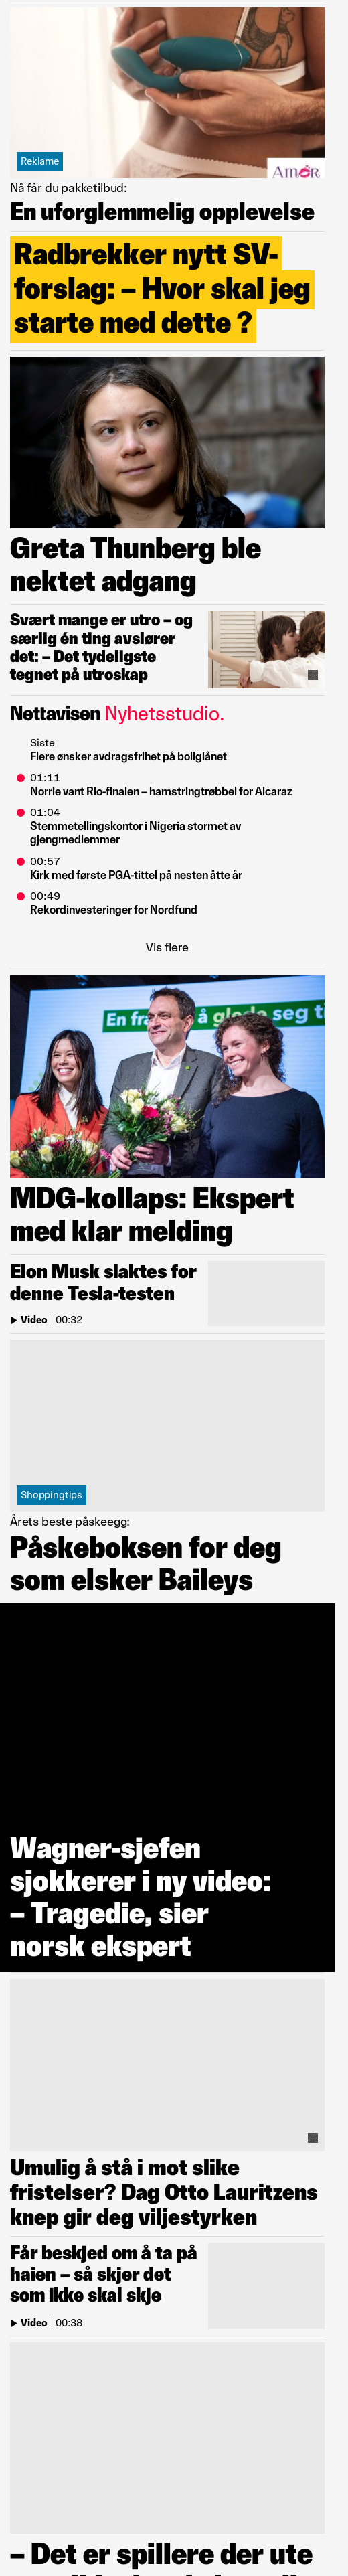 Reklame
AMOR
Nå får du pakketilbud:
En uforglemmelig opplevelse
Radbrekker nytt SV-
forslag: – Hvor skal jeg
starte med dette ?
Greta Thunberg ble
nektet adgang
Svært mange er utro – og
særlig én ting avslører
det: – Det tydeligste
tegnet på utroskap
Nettavisen Nyhetsstudio.
Siste
Flere ønsker avdragsfrihet på boliglånet
01:11
Norrie vant Rio-finalen – hamstringtrøbbel for Alcaraz
01:04
Stemmetellingskontor i Nigeria stormet av
gjengmedlemmer
00:57
Kirk med første PGA-tittel på nesten åtte år
00:49
Rekordinvesteringer for Nordfund
Vis flere
En fra å glede seg ti
MDG-kollaps: Ekspert
med klar melding
Elon Musk slaktes for
denne Tesla-testen
Video | 00:32
Shoppingtips
Årets beste påskeegg:
Påskeboksen for deg
som elsker Baileys
Wagner-sjefen
sjokkerer i ny video:
– Tragedie, sier
norsk ekspert
Umulig å stå i mot slike
fristelser? Dag Otto Lauritzens
knep gir deg viljestyrken
Får beskjed om å ta på
haien – så skjer det
som ikke skal skje
Video | 00:38
– Det er spillere der ute